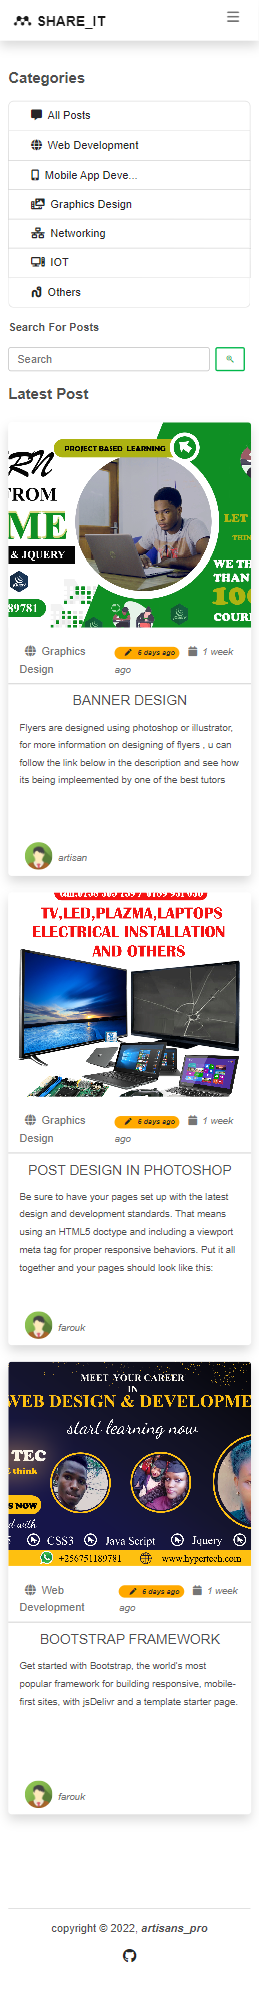 SHARE_IT
Categories
All Posts
Web Development
Mobile App Deve...
Graphics Design
Networking
IOT
Others
Search For Posts
Search
Latest Post
PROJECT BASED LEARNING
RN
FROM
ME
& JQUERY
89781
LET
THIN
WE TH
THAN
100
COURS
Graphics Design
6 days ago
1 week ago
BANNER DESIGN
Flyers are designed using photoshop or illustrator,
for more information on designing of flyers , u can
follow the link below in the description and see how
its being impleemented by one of the best tutors
artisan
TV,LED,PLAZMA,LAPTOPS
ELECTRICAL INSTALLATION
AND OTHERS
Graphics Design
6 days ago
1 week ago
POST DESIGN IN PHOTOSHOP
Be sure to have your pages set up with the latest
design and development standards. That means
using an HTML5 doctype and including a viewport
meta tag for proper responsive behaviors. Put it all
together and your pages should look like this:
farouk
MEET YOUR CAREER
IN
WEB DESIGN & DEVELOPME
start learning now
TEC
think
S NOW
d with
CSS3
Java Script
Jquery
+256751189781
www.hypertech.com
Web Development
6 days ago
1 week ago
BOOTSTRAP FRAMEWORK
Get started with Bootstrap, the world's most
popular framework for building responsive, mobile-
first sites, with jsDelivr and a template starter page.
farouk
copyright © 2022, artisans_pro